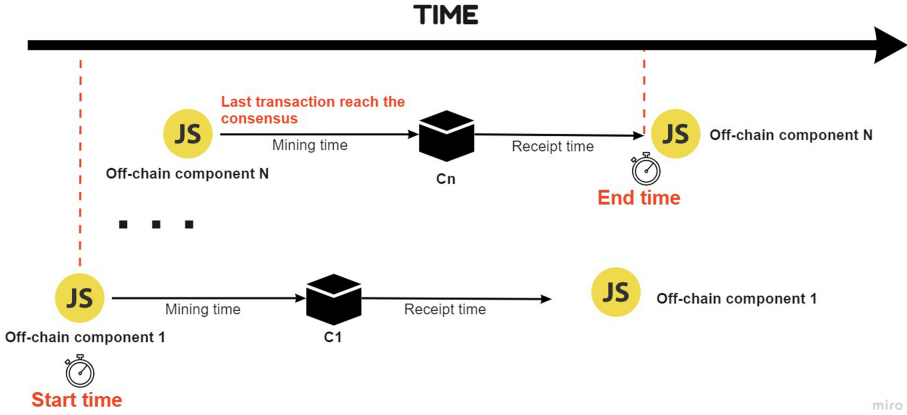 TIME
Last transaction reach the
consensus
JS
Mining time
Receipt time
JS
Off-chain component N
Off-chain component N
Cn
End time
. . .
JS
Mining time
Receipt time
JS
Off-chain component 1
Off-chain component 1
C1
Start time
miro